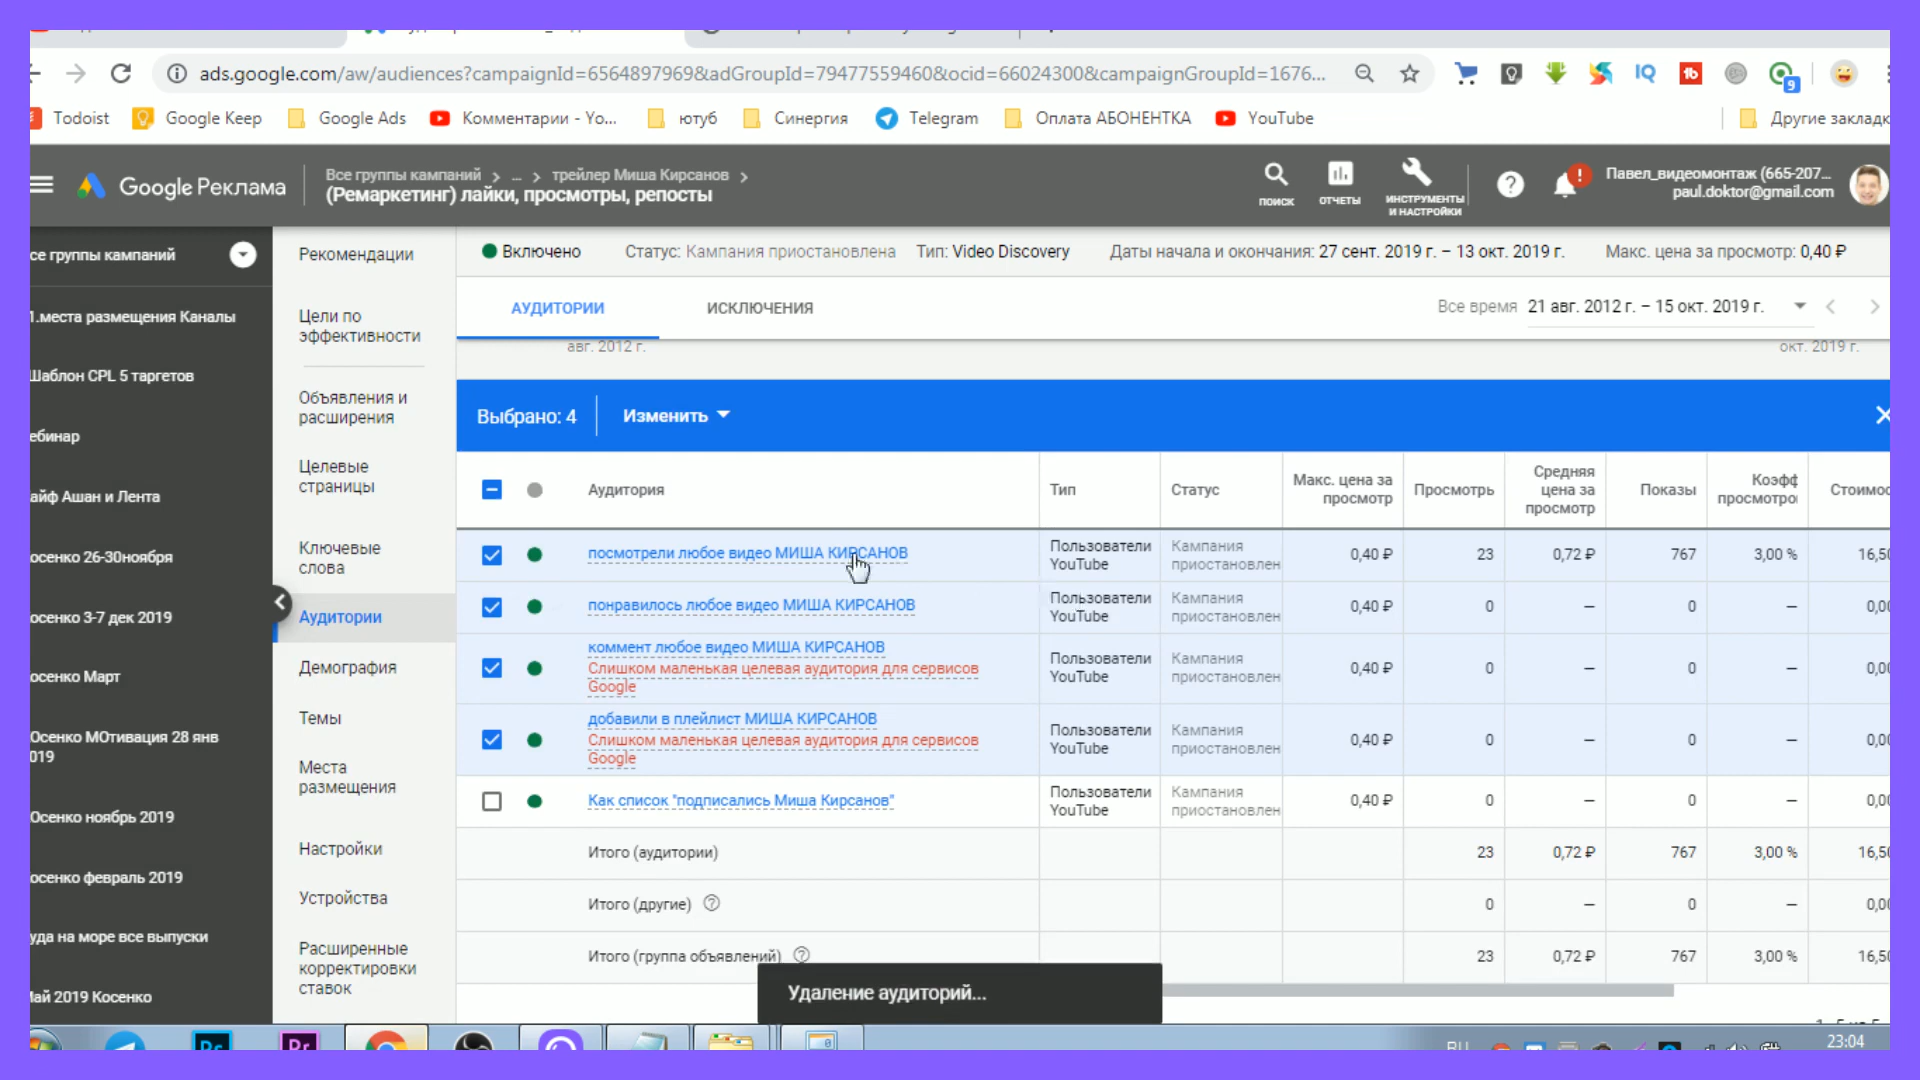 ads.google.com/aw/audiences?campaignId=6564897969&adGroupId=79477559460&ocid=66024300&campaignGroupId=1676...
Todoist
Google Keep
Google Ads
Комментарии - Yo...
ютуб
Синергия
Telegram
Оплата АБОНЕНТКА
YouTube
Другие закладк
Google Реклама
Все группы кампаний > ... > трейлер Миша Кирсанов >
(Ремаркетинг) лайки, просмотры, репосты
ПОИСК
ОТЧЕТЫ
ИНСТРУМЕНТЫ
И НАСТРОЙКИ
Павел_видеомонтаж (665-207...
paul.doktor@gmail.com
се группы кампаний
1.места размещения Каналы
Шаблон CPL 5 таргетов
ебинар
айф Ашан и Лента
осенко 26-30ноября
осенко 3-7 дек 2019
осенко Март
Осенко МОтивация 28 янв
019
Осенко ноябрь 2019
осенко февраль 2019
уда на море все выпуски
Май 2019 Косенко
Рекомендации
Цели по
эффективности
Объявления и
расширения
Целевые
страницы
Ключевые
слова
Аудитории
Демография
Темы
Места
размещения
Настройки
Устройства
Расширенные
корректировки
ставок
Включено
Статус: Кампания приостановлена
Тип: Video Discovery
Даты начала и окончания: 27 сент. 2019 г. – 13 окт. 2019 г.
Макс. цена за просмотр: 0,40 ₽
АУДИТОРИИ
ИСКЛЮЧЕНИЯ
Все время 21 авг. 2012 г. – 15 окт. 2019 г.
авг. 2012 г.
окт. 2019 г.
Выбрано: 4
Изменить
Аудитория
Тип
Статус
Макс. цена за
просмотр
Просмотры
Средняя
цена за
просмотр
Показы
Коэфф
просмотро
Стоимос
посмотрели любое видео МИША КИРСАНОВ
Пользователи
YouTube
Кампания
приостановлен
0,40 ₽ 23 0,72 ₽ 767 3,00 % 16,50
понравилось любое видео МИША КИРСАНОВ
Пользователи
YouTube
Кампания
приостановлен
0,40 ₽ 0 – 0 – 0,00
коммент любое видео МИША КИРСАНОВ
Слишком маленькая целевая аудитория для сервисов
Google
Пользователи
YouTube
Кампания
приостановлен
0,40 ₽ 0 – 0 – 0,00
добавили в плейлист МИША КИРСАНОВ
Слишком маленькая целевая аудитория для сервисов
Google
Пользователи
YouTube
Кампания
приостановлен
0,40 ₽ 0 – 0 – 0,00
Как список "подписались Миша Кирсанов"
Пользователи
YouTube
Кампания
приостановлен
0,40 ₽ 0 – 0 – 0,00
Итого (аудитории) 23 0,72 ₽ 767 3,00 % 16,50
Итого (другие) 0 – 0 – 0,00
Итого (группа объявлений) 23 0,72 ₽ 767 3,00 % 16,50
Удаление аудиторий...
23:04